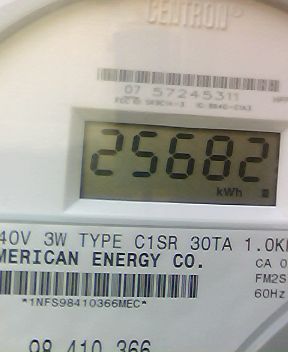 CENTRON®
07 57245311
25682
kWh
40V 3W TYPE C1SR 30TA 1.0K
MERICAN ENERGY CO.
CA 0
FM2S
60Hz
*1NFS98410366MEC*
98 410 366